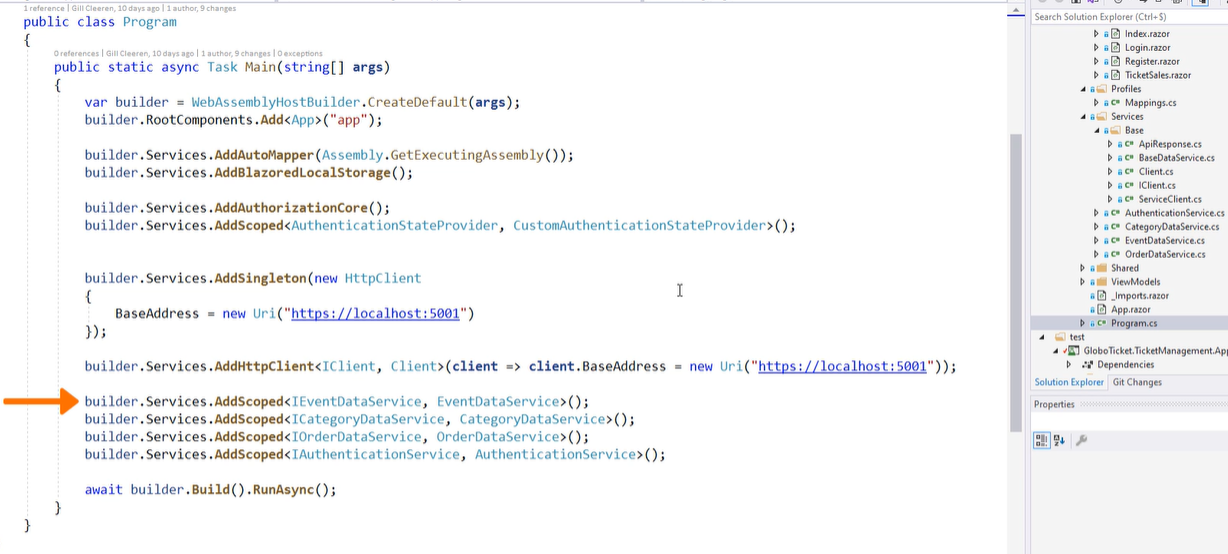 1 reference | Gill Cleeren, 10 days ago | 1 author, 9 changes
public class Program
{
0 references | Gill Cleeren, 10 days ago | 1 author, 9 changes | 0 exceptions
public static async Task Main(string[] args)
{
var builder = WebAssemblyHostBuilder.CreateDefault(args);
builder.RootComponents.Add<App>("app");
builder.Services.AddAutoMapper(Assembly.GetExecutingAssembly());
builder.Services.AddBlazoredLocalStorage();
builder.Services.AddAuthorizationCore();
builder.Services.AddScoped<AuthenticationStateProvider, CustomAuthenticationStateProvider>();
builder.Services.AddSingleton(new HttpClient
{
BaseAddress = new Uri("https://localhost:5001")
});
builder.Services.AddHttpClient<IClient, Client>(client => client.BaseAddress = new Uri("https://localhost:5001"));
builder.Services.AddScoped<IEventDataService, EventDataService>();
builder.Services.AddScoped<ICategoryDataService, CategoryDataService>();
builder.Services.AddScoped<IOrderDataService, OrderDataService>();
builder.Services.AddScoped<IAuthenticationService, AuthenticationService>();
await builder.Build().RunAsync();
}
}
Search Solution Explorer (Ctrl+$)
Index.razor
Login.razor
Register.razor
TicketSales.razor
Profiles
C# Mappings.cs
Services
Base
C# ApiResponse.cs
C# BaseDataService.cs
C# Client.cs
C# IClient.cs
C# ServiceClient.cs
C# AuthenticationService.cs
C# CategoryDataService.cs
C# EventDataService.cs
C# OrderDataService.cs
Shared
ViewModels
_Imports.razor
App.razor
C# Program.cs
test
GloboTicket.TicketManagement.App
Dependencies
Solution Explorer Git Changes
Properties